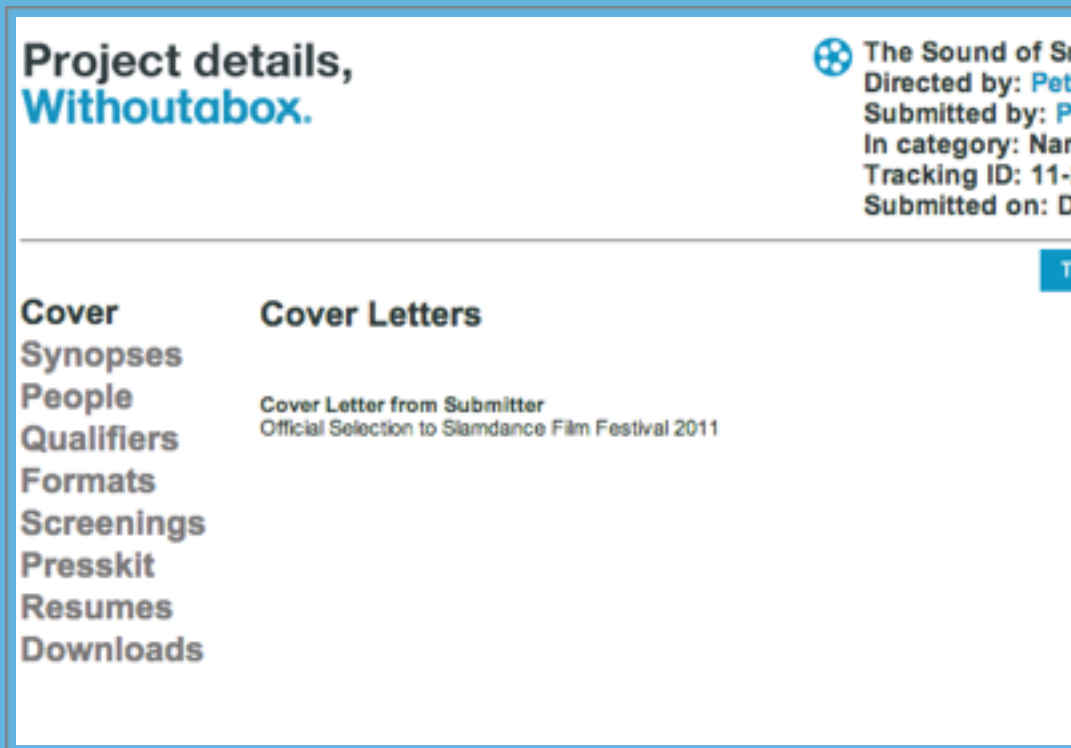 Project details,
Withoutabox.
The Sound of
Directed by:
Submitted by:
In category:
Tracking ID: 11-
Submitted on:
Cover
Synopses
People
Qualifiers
Formats
Screenings
Presskit
Resumes
Downloads
Cover Letters
Cover Letter from Submitter
Official Selection to Slamdance Film Festival 2011